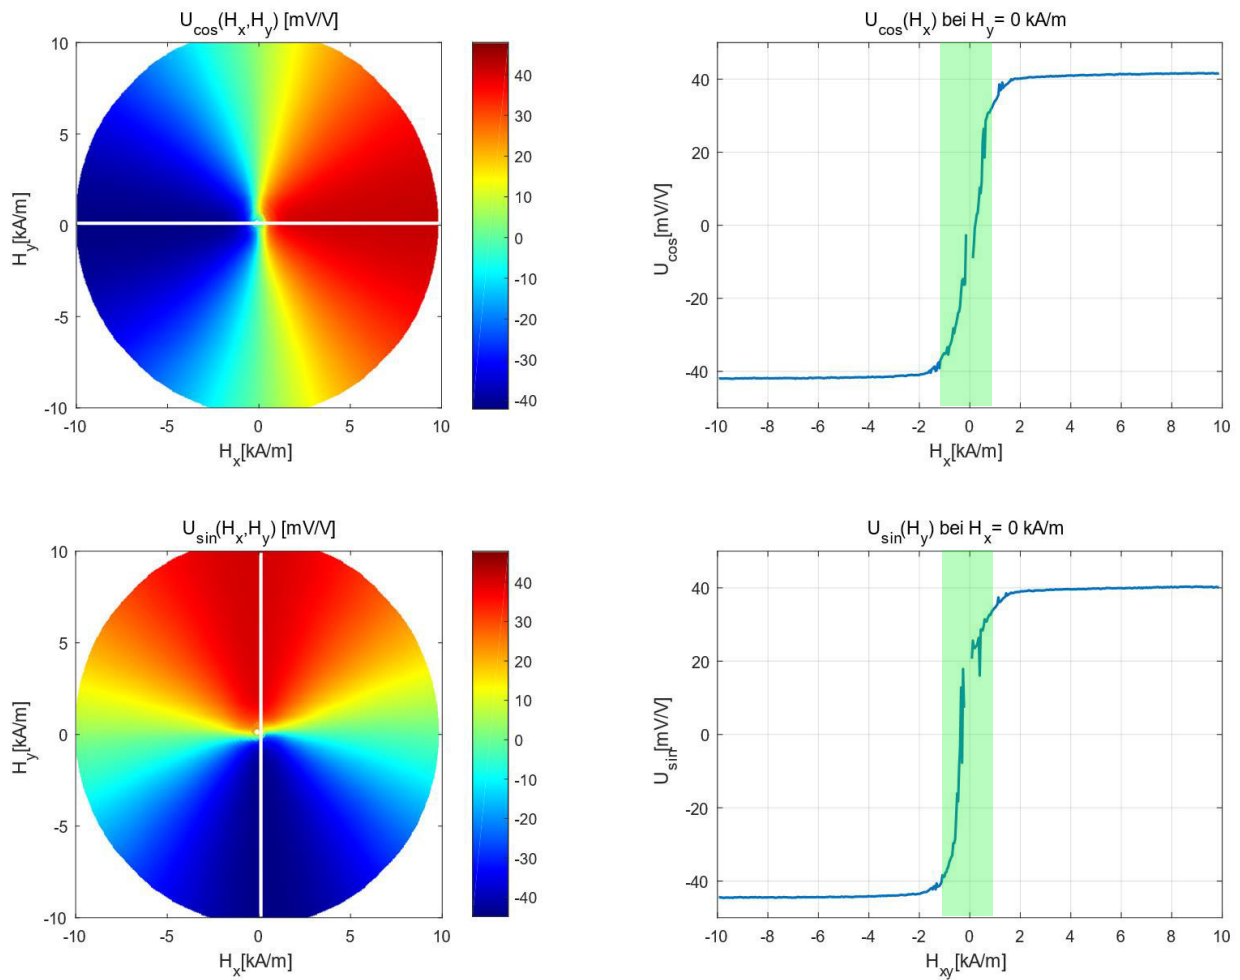 U_cos(H_x,H_y) [mV/V]
10
5
0
-5
-10
H_y[kA/m]
-10 -5 0 5 10
H_x[kA/m]
40
30
20
10
0
-10
-20
-30
-40
U_cos(H_x) bei H_y= 0 kA/m
40
20
0
-20
-40
U_cos[mV/V]
-10 -8 -6 -4 -2 0 2 4 6 8 10
H_x[kA/m]
U_sin(H_x,H_y) [mV/V]
10
5
0
-5
-10
H_y[kA/m]
-10 -5 0 5 10
H_x[kA/m]
40
30
20
10
0
-10
-20
-30
-40
U_sin(H_y) bei H_x= 0 kA/m
40
20
0
-20
-40
U_sin[mV/V]
-10 -8 -6 -4 -2 0 2 4 6 8 10
H_xy[kA/m]